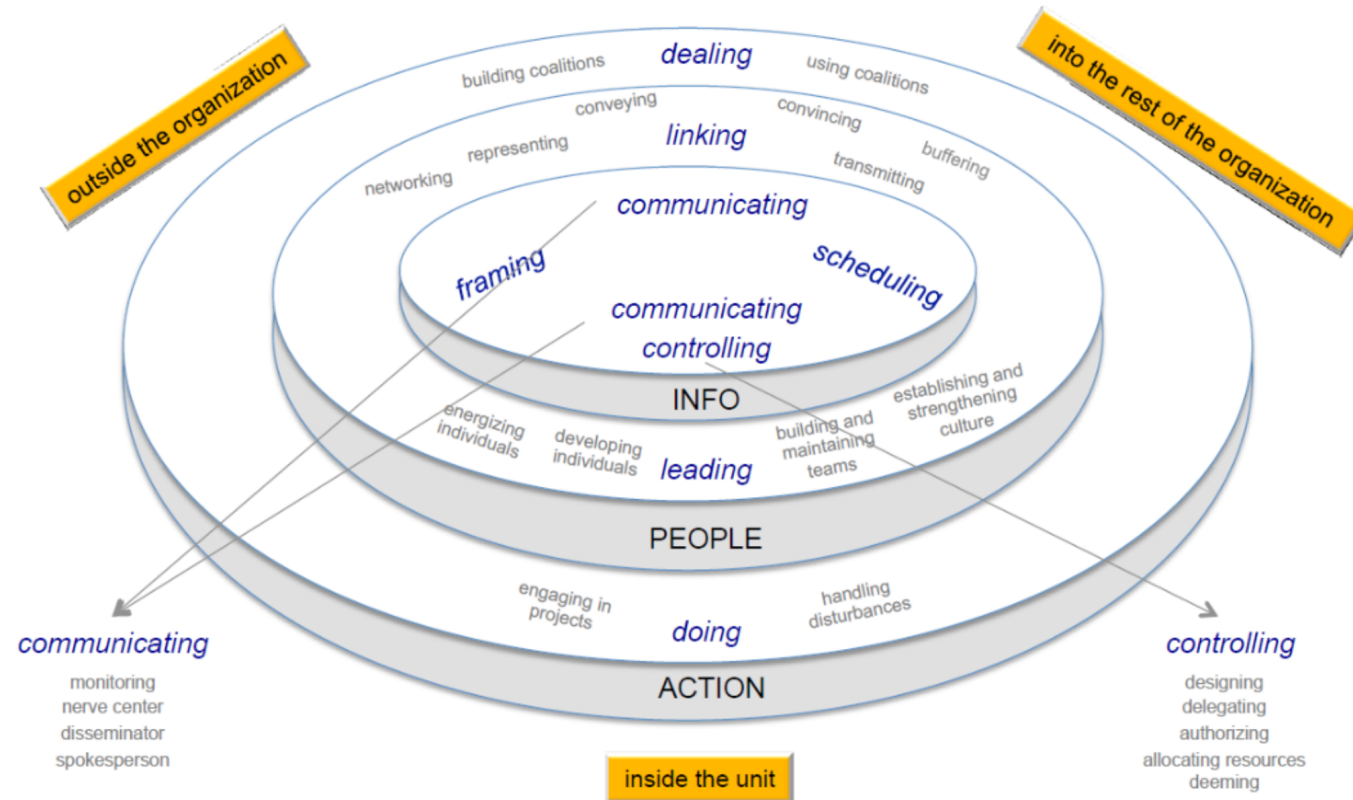 outside the organization
into the rest of the organization
dealing
building coalitions
using coalitions
conveying
convincing
linking
representing
buffering
networking
transmitting
communicating
framing
scheduling
communicating
controlling
INFO
energizing
individuals
developing
individuals
leading
building and
maintaining
teams
establishing and
strengthening
culture
PEOPLE
engaging in
projects
doing
handling
disturbances
ACTION
communicating
monitoring
nerve center
disseminator
spokesperson
controlling
designing
delegating
authorizing
allocating resources
deeming
inside the unit